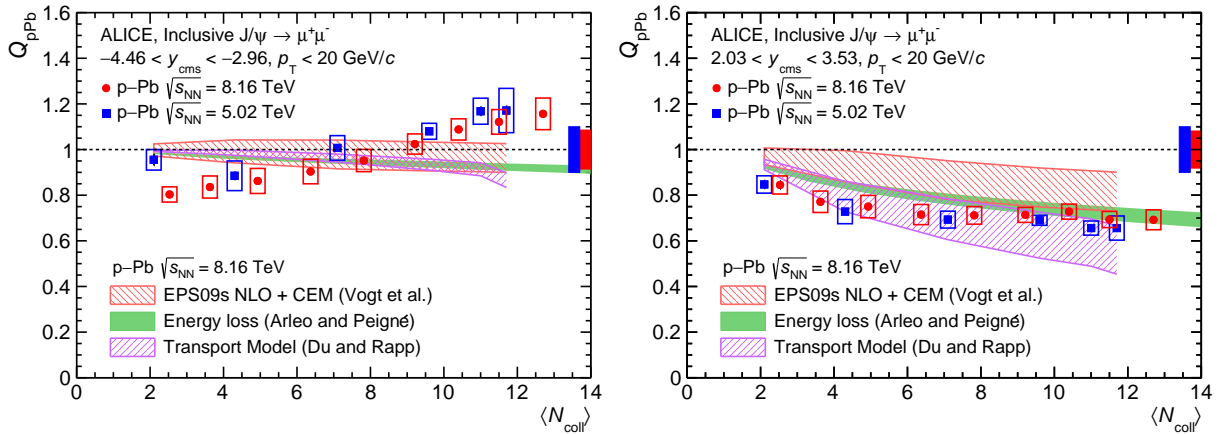 Q_pPb
1.6
1.4
1.2
1
0.8
0.6
0.4
0.2
0
ALICE, Inclusive J/ψ → μ⁺μ⁻
−4.46 < y_cms < −2.96, p_T < 20 GeV/c
p−Pb √s_NN = 8.16 TeV
p−Pb √s_NN = 5.02 TeV
p−Pb √s_NN = 8.16 TeV
EPS09s NLO + CEM (Vogt et al.)
Energy loss (Arleo and Peigné)
Transport Model (Du and Rapp)
0 2 4 6 8 10 12 14
⟨N_coll⟩
Q_pPb
1.6
1.4
1.2
1
0.8
0.6
0.4
0.2
0
ALICE, Inclusive J/ψ → μ⁺μ⁻
2.03 < y_cms < 3.53, p_T < 20 GeV/c
p−Pb √s_NN = 8.16 TeV
p−Pb √s_NN = 5.02 TeV
p−Pb √s_NN = 8.16 TeV
EPS09s NLO + CEM (Vogt et al.)
Energy loss (Arleo and Peigné)
Transport Model (Du and Rapp)
0 2 4 6 8 10 12 14
⟨N_coll⟩